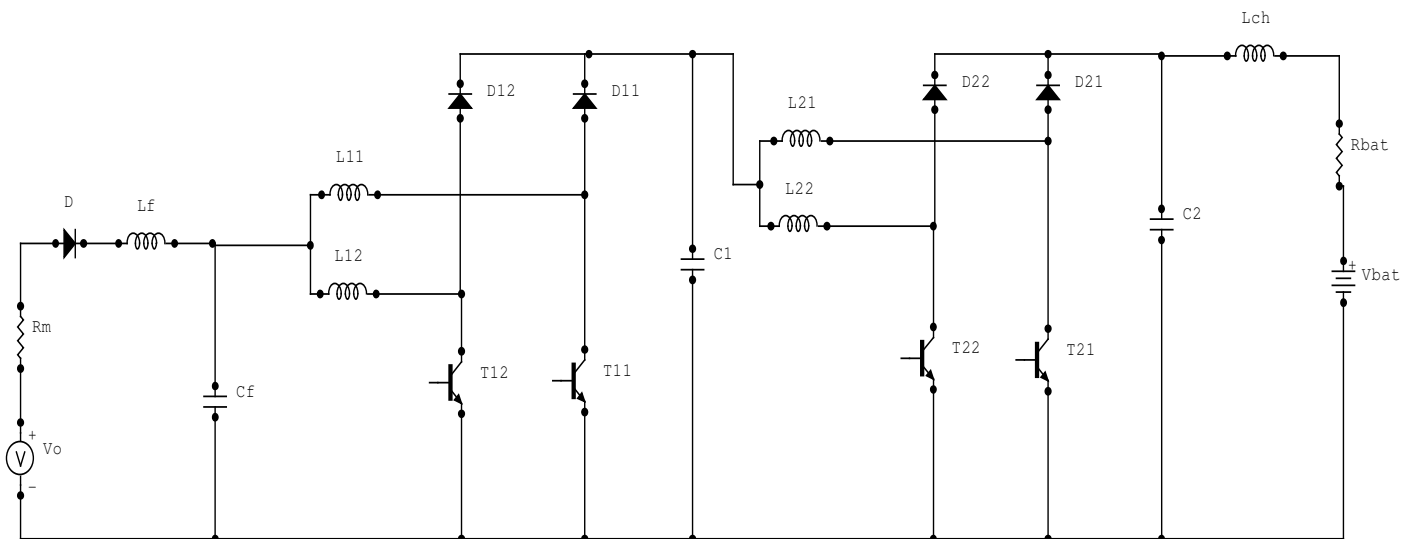 Lch
D12
D11
D22
D21
L21
Rbat
L11
L22
D
Lf
C2
L12
C1
Vbat
+
Rm
T22
T21
T12
T11
Cf
+
V
Vo
−